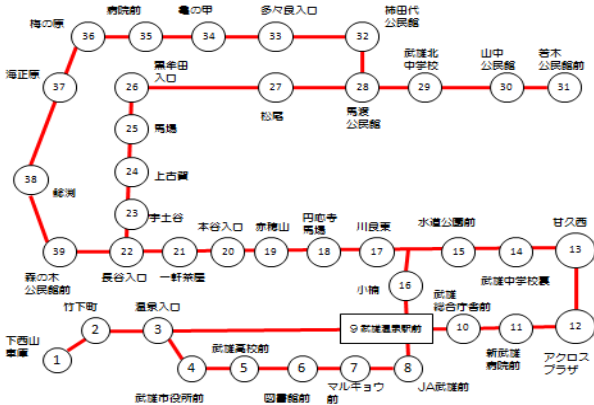 病院前
亀の甲
多々良入口
柿田代
公民館
梅の原
36
35
34
33
32
海正原
37
黒牟田
入口
26
27
松尾
28
馬渡
公民館
武雄北
中学校
29
山中
公民館
30
若木
公民館前
31
25
馬場
24
上古賀
38
鯰渕
23
宇土谷
39
森の木
公民館前
22
長谷入口
21
一軒茶屋
本谷入口
20
赤穂山
19
円応寺
馬場
18
川良東
17
水道公園前
15
14
武雄中学校裏
甘久西
13
小楠
16
竹下町
2
温泉入口
3
9 武雄温泉駅前
武雄
総合庁舎前
10
11
新武雄
病院前
12
アクロス
プラザ
下西山
車庫
1
4
武雄市役所前
武雄高校前
5
6
図書館前
7
マルキョウ
前
8
JA武雄前